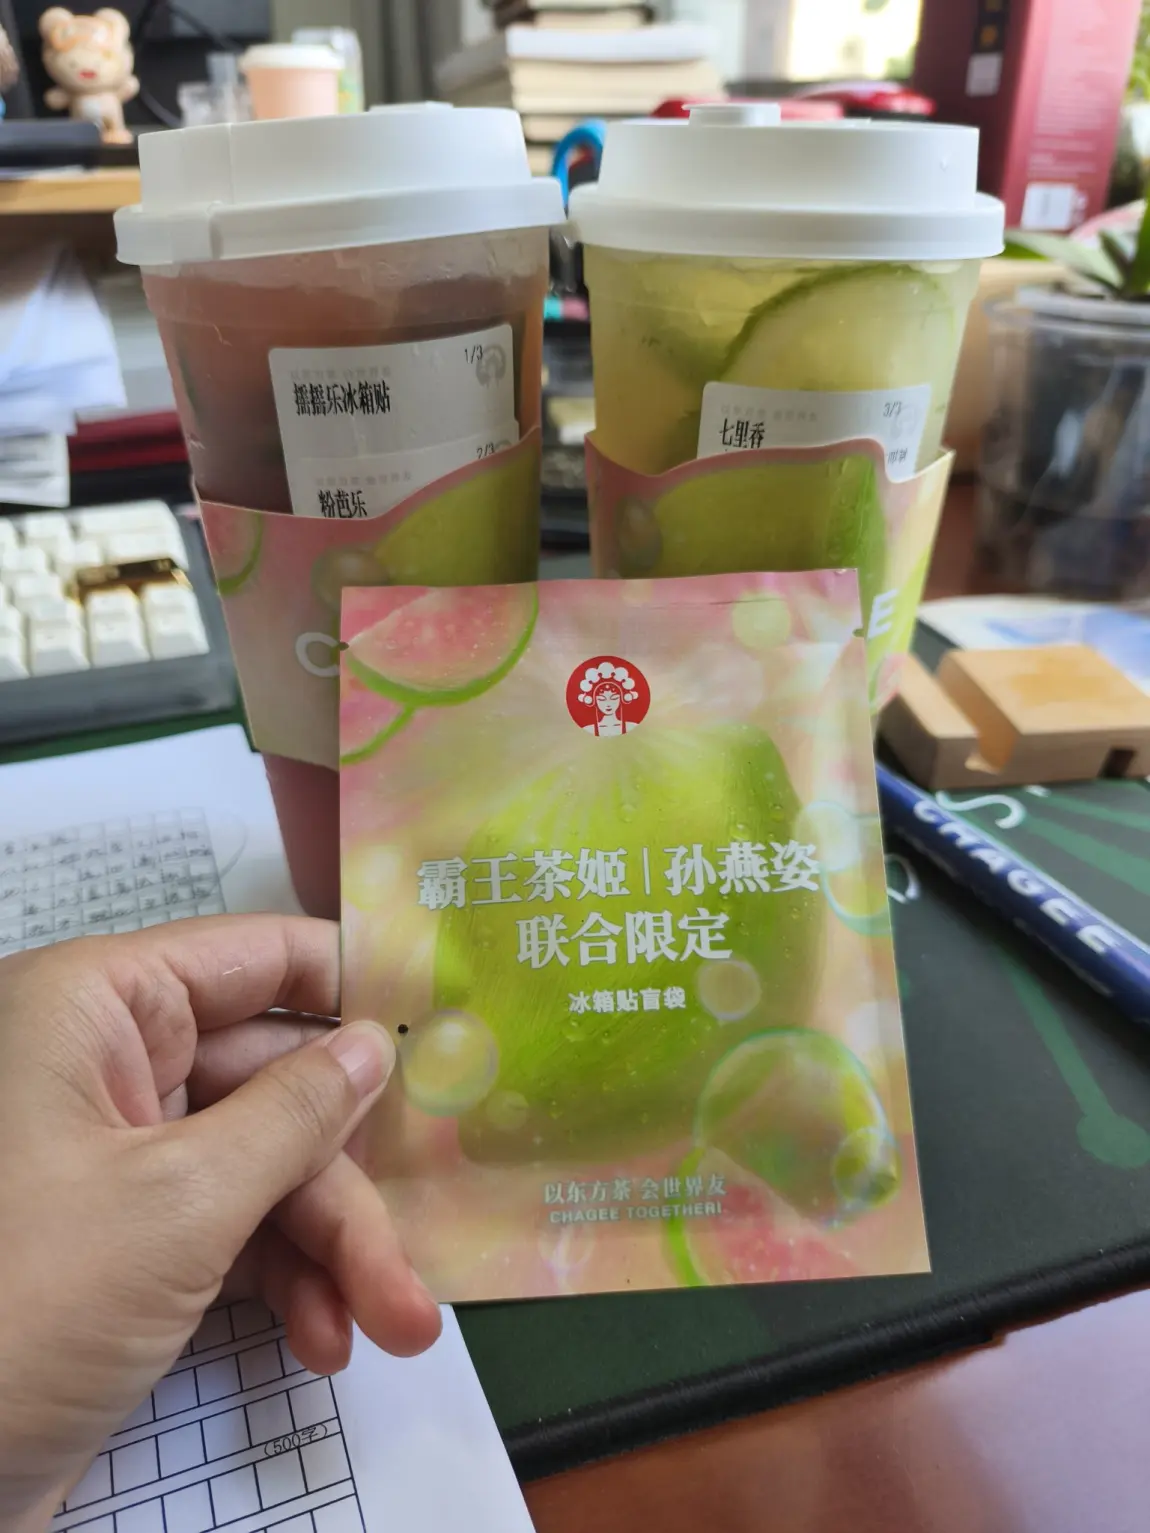 1/3
摇摇乐冰箱贴
2/3
粉芭乐
3/3
七里香
C
E
霸王茶姬 | 孙燕姿
联合限定
冰箱贴盲袋
以东方茶 会世界友
CHAGEE TOGETHER!
CHAGEE
S
(500字)